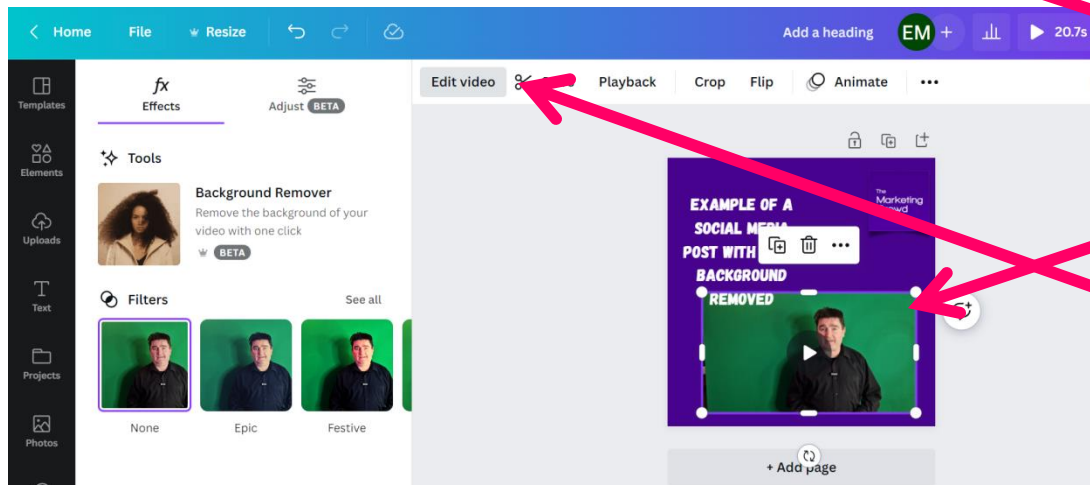 Home File Resize Add a heading EM + 20.7s
Templates
Elements
Uploads
Text
Projects
Photos
fx
Effects
Adjust BETA
Tools
Background Remover
Remove the background of your
video with one click
BETA
Filters See all
None Epic Festive
Edit video Playback Crop Flip Animate •••
EXAMPLE OF A
SOCIAL MEDIA
POST WITH
BACKGROUND
REMOVED
The
Marketing
+ Add page